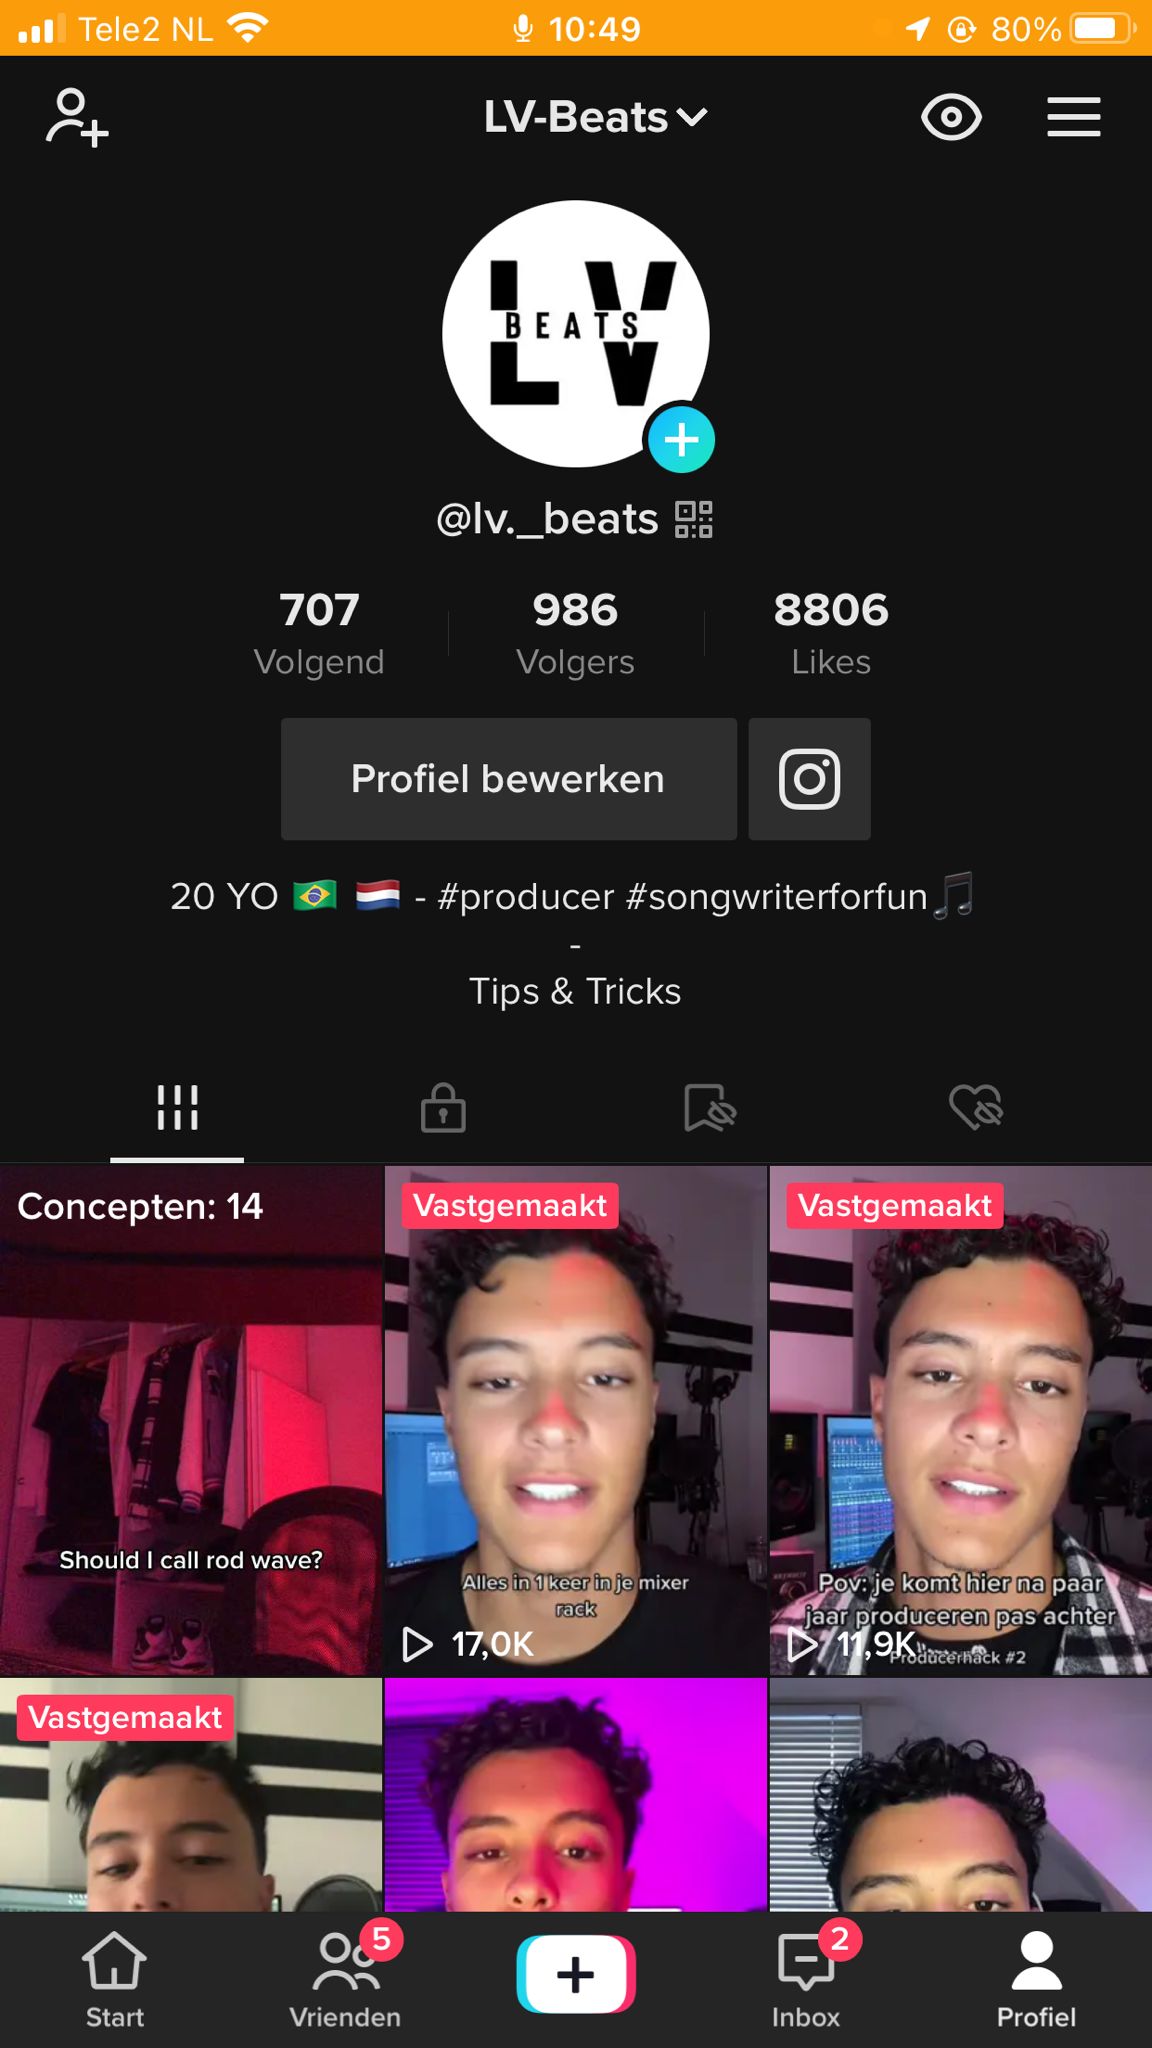 Tele2 NL
10:49
80%
LV-Beats
LV
BEATS
@lv._beats
707
Volgend
986
Volgers
8806
Likes
Profiel bewerken
20 YO 🇧🇷 🇳🇱 - #producer #songwriterforfun🎵
-
Tips & Tricks
Concepten: 14
Should I call rod wave?
Vastgemaakt
Alles in 1 keer in je mixer
rack
17,0K
Vastgemaakt
Pov: je komt hier na paar
jaar produceren pas achter
11,9K
Producerhack #2
Vastgemaakt
Start
5
Vrienden
2
Inbox
Profiel